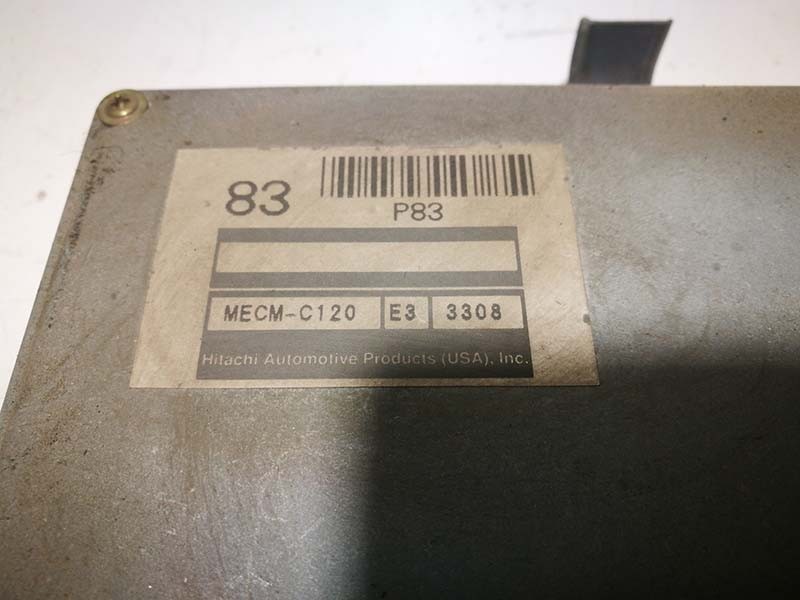 83
P83
MECM-C120 E3 3308
Hitachi Automotive Products (USA), Inc.